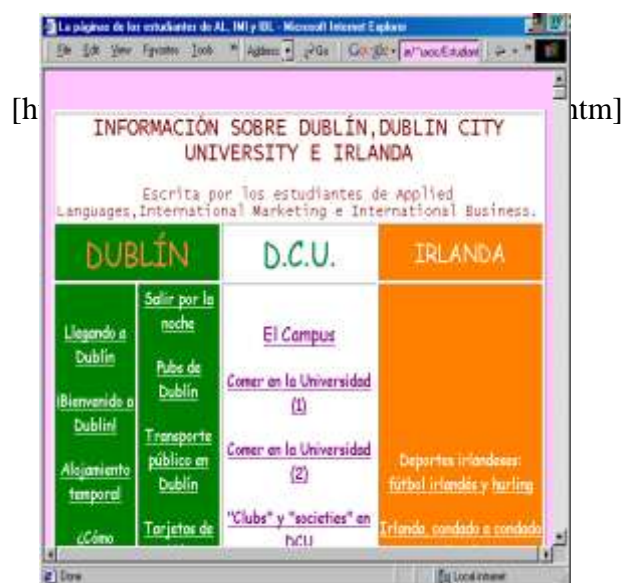 La páginas de los estudiantes de AL, IMI y IBL - Microsoft Internet Explorer
File Edit View Favorites Tools » Address Go Google
[h
ntm]
INFORMACIÓN SOBRE DUBLÍN,DUBLIN CITY
UNIVERSITY E IRLANDA
Escrita por los estudiantes de Applied
Languages,International Marketing e International Business.
DUBLÍN
D.C.U.
IRLANDA
Llegando a
Dublín
¡Bienvenido a
Dublin!
Alojamiento
temporal
¿Cómo
Salir por la
noche
Pubs de
Dublín
Transporte
público en
Dublín
Tarjetas de
El Campus
Comer en la Universidad
(1)
Comer en la Universidad
(2)
"Clubs" y "societies" en
DCU
Deportes irlandeses:
fútbol irlandés y hurling
Irlanda, condado a condado
Done
Local intranet